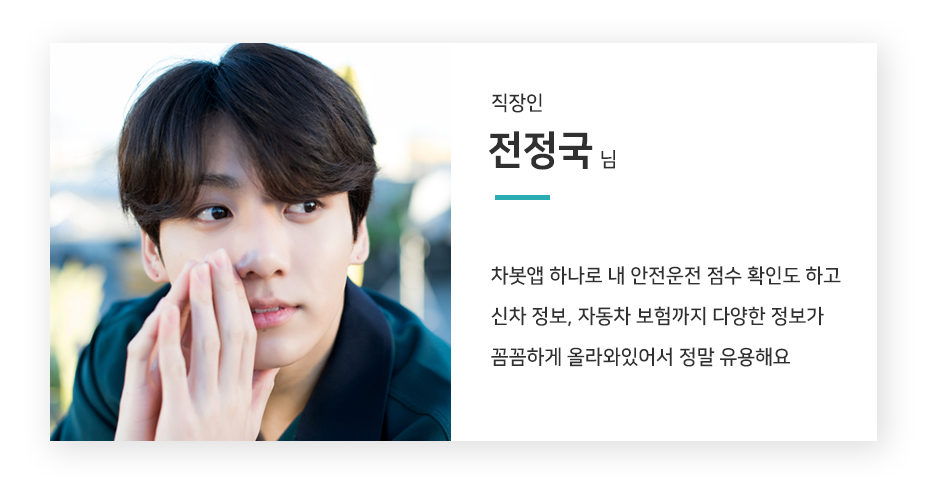 직장인
전정국 님
차봇앱 하나로 내 안전운전 점수 확인도 하고
신차 정보, 자동차 보험까지 다양한 정보가
꼼꼼하게 올라와있어서 정말 유용해요